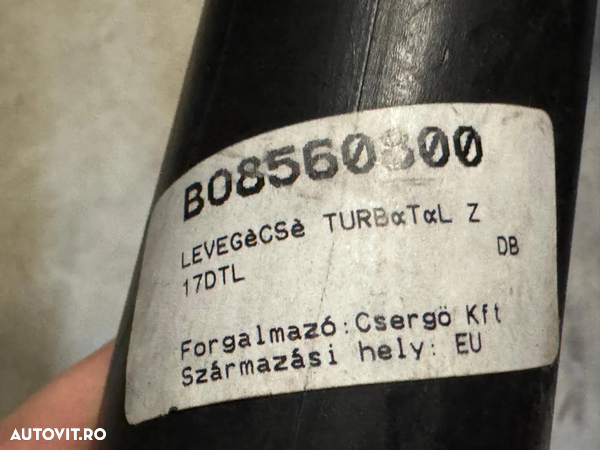 B08560800
LEVEGèCSè TURBαTαL Z
17DTL
DB
Forgalmazó:Csergö Kft
Származási hely: EU
AUTOVIT.RO